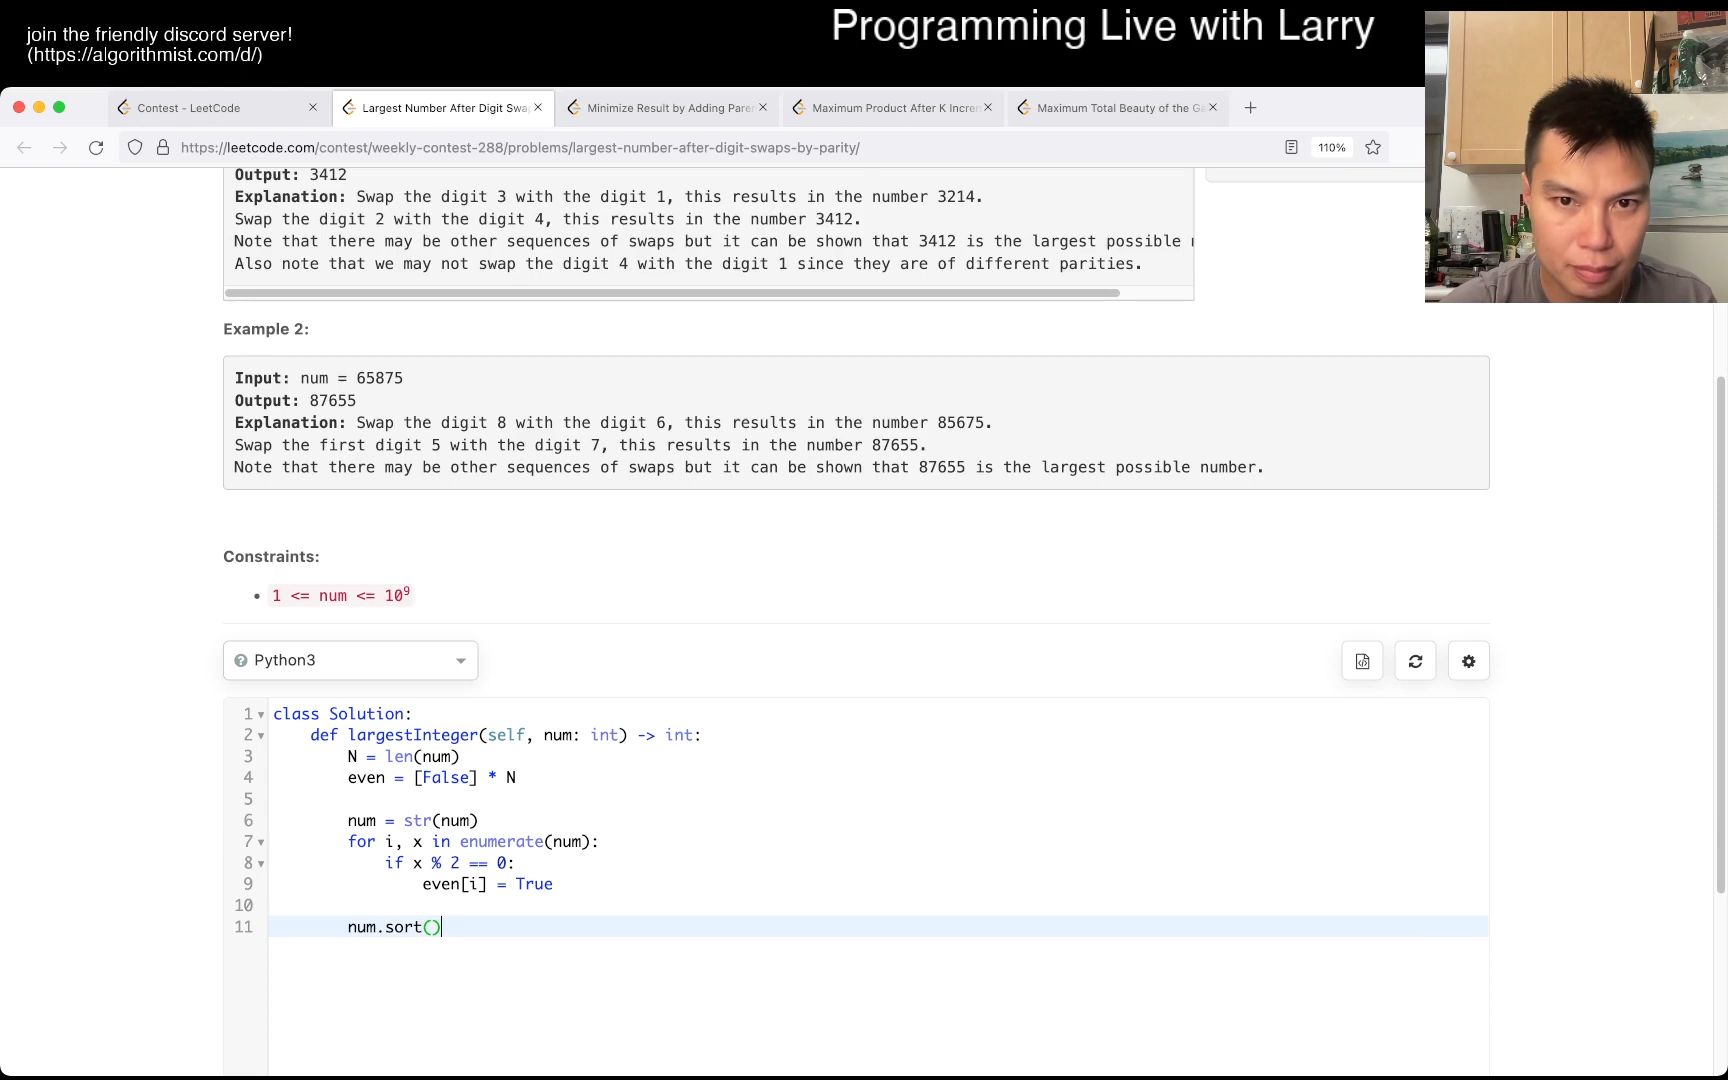 join the friendly discord server!
(https://algorithmist.com/d/)
Programming Live with Larry
Contest - LeetCode
Largest Number After Digit Swa
Minimize Result by Adding Pare
Maximum Product After K Incre
Maximum Total Beauty of the Ga
https://leetcode.com/contest/weekly-contest-288/problems/largest-number-after-digit-swaps-by-parity/
110%
Output: 3412
Explanation: Swap the digit 3 with the digit 1, this results in the number 3214.
Swap the digit 2 with the digit 4, this results in the number 3412.
Note that there may be other sequences of swaps but it can be shown that 3412 is the largest possible
Also note that we may not swap the digit 4 with the digit 1 since they are of different parities.
Example 2:
Input: num = 65875
Output: 87655
Explanation: Swap the digit 8 with the digit 6, this results in the number 85675.
Swap the first digit 5 with the digit 7, this results in the number 87655.
Note that there may be other sequences of swaps but it can be shown that 87655 is the largest possible number.
Constraints:
• 1 <= num <= 10⁹
Python3
1 class Solution:
2 def largestInteger(self, num: int) -> int:
3 N = len(num)
4 even = [False] * N
5
6 num = str(num)
7 for i, x in enumerate(num):
8 if x % 2 == 0:
9 even[i] = True
10
11 num.sort()